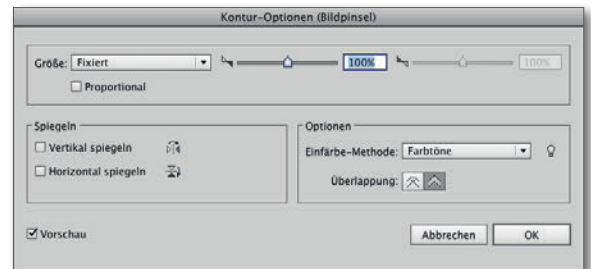 Kontur-Optionen (Bildpinsel)
Größe: Fixiert 100% 100%
Proportional
Spiegeln
Vertikal spiegeln
Horizontal spiegeln
Optionen
Einfärbe-Methode: Farbtöne
Überlappung:
Vorschau
Abbrechen OK